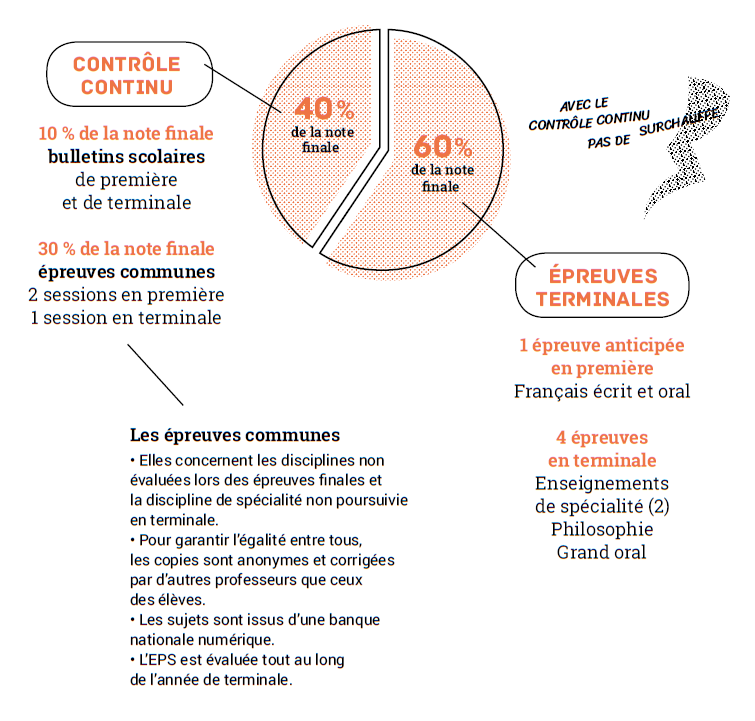 CONTRÔLE
CONTINU
10 % de la note finale
bulletins scolaires
de première
et de terminale
30 % de la note finale
épreuves communes
2 sessions en première
1 session en terminale
40%
de la note
finale
60%
de la note
finale
AVEC LE
CONTRÔLE CONTINU
PAS DE SURCHAUFFE
ÉPREUVES
TERMINALES
1 épreuve anticipée
en première
Français écrit et oral
4 épreuves
en terminale
Enseignements
de spécialité (2)
Philosophie
Grand oral
Les épreuves communes
• Elles concernent les disciplines non
évaluées lors des épreuves finales et
la discipline de spécialité non poursuivie
en terminale.
• Pour garantir l'égalité entre tous,
les copies sont anonymes et corrigées
par d'autres professeurs que ceux
des élèves.
• Les sujets sont issus d'une banque
nationale numérique.
• L'EPS est évaluée tout au long
de l'année de terminale.